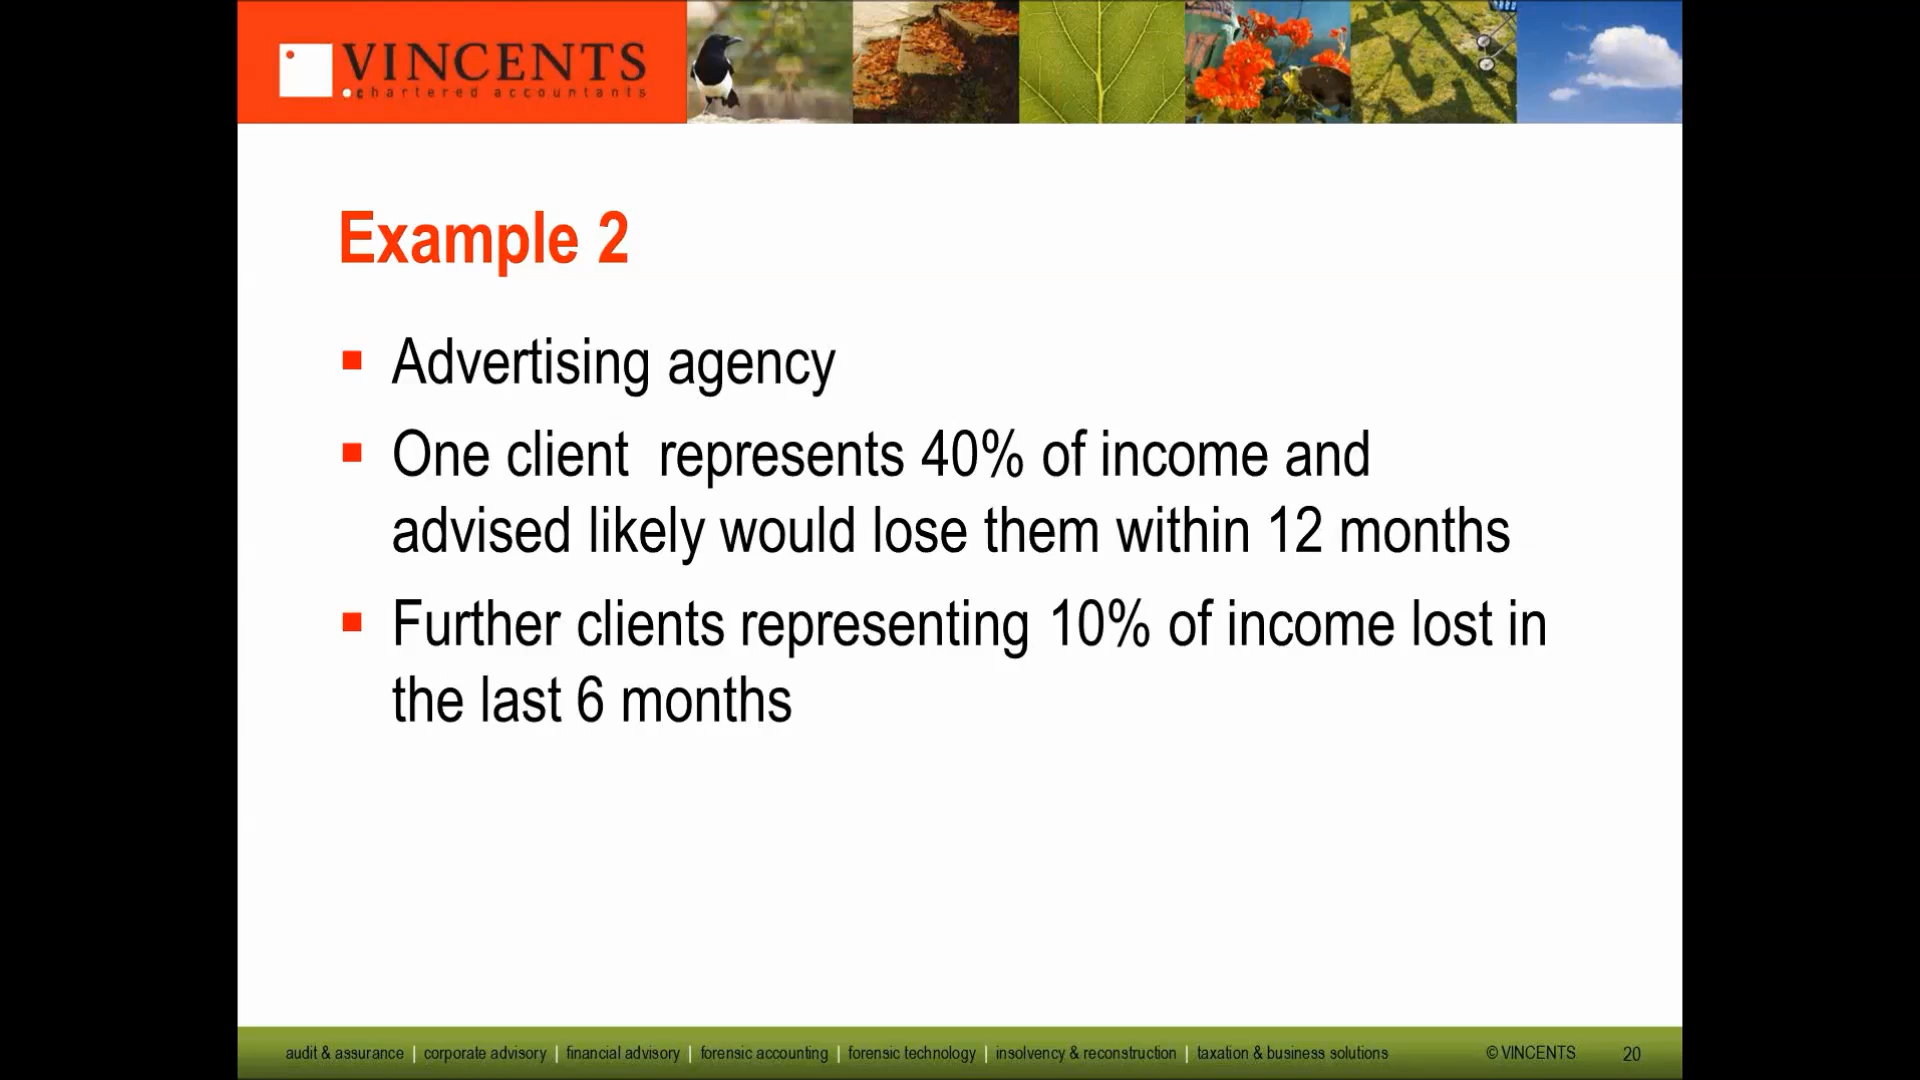 VINCENTS
chartered accountants
Example 2
Advertising agency
One client represents 40% of income and
advised likely would lose them within 12 months
Further clients representing 10% of income lost in
the last 6 months
audit & assurance | corporate advisory | financial advisory | forensic accounting | forensic technology | insolvency & reconstruction | taxation & business solutions © VINCENTS 20